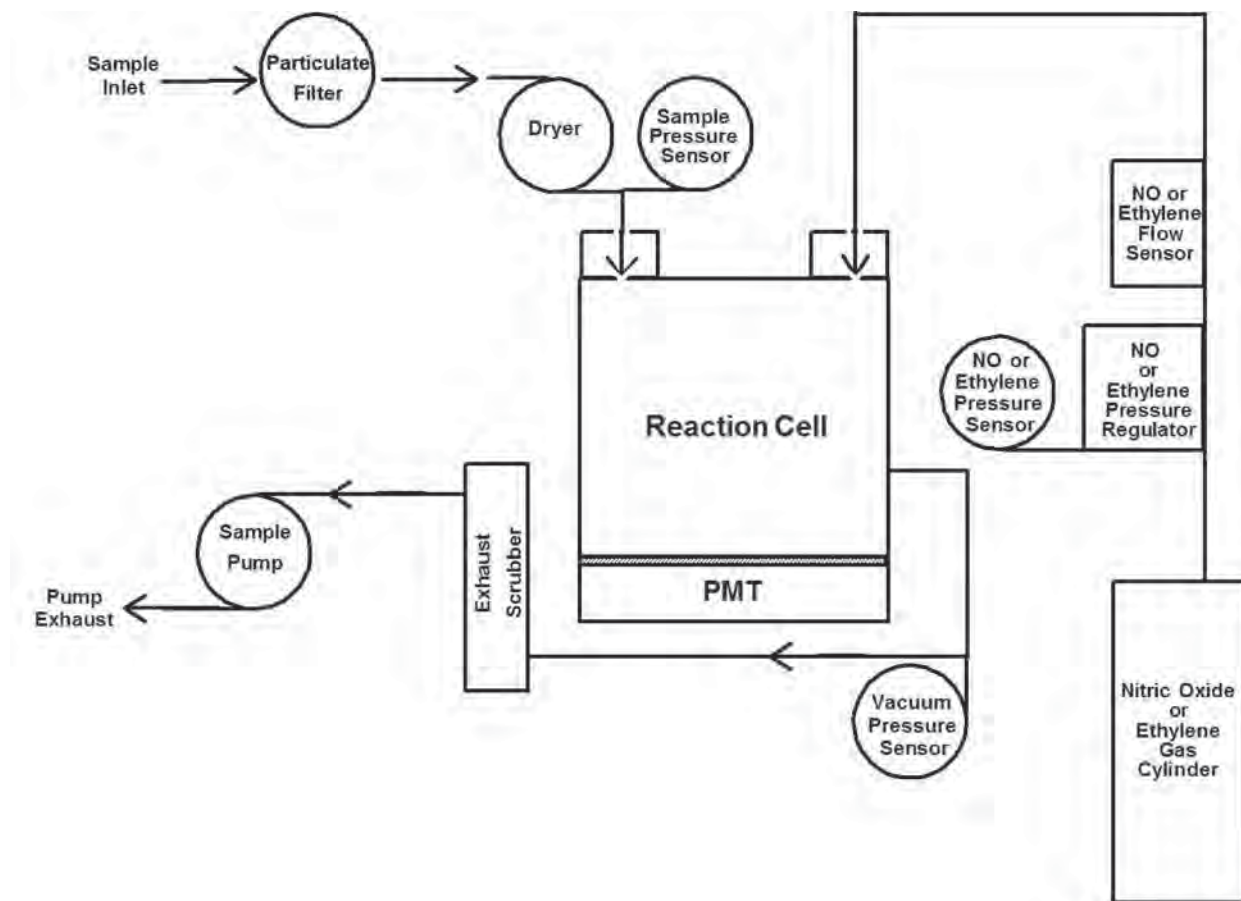 Sample
Inlet
Particulate
Filter
Dryer
Sample
Pressure
Sensor
NO or
Ethylene
Flow
Sensor
NO or
Ethylene
Pressure
Sensor
NO
or
Ethylene
Pressure
Regulator
Reaction Cell
Sample
Pump
Exhaust
Scrubber
PMT
Pump
Exhaust
Vacuum
Pressure
Sensor
Nitric Oxide
or
Ethylene
Gas
Cylinder